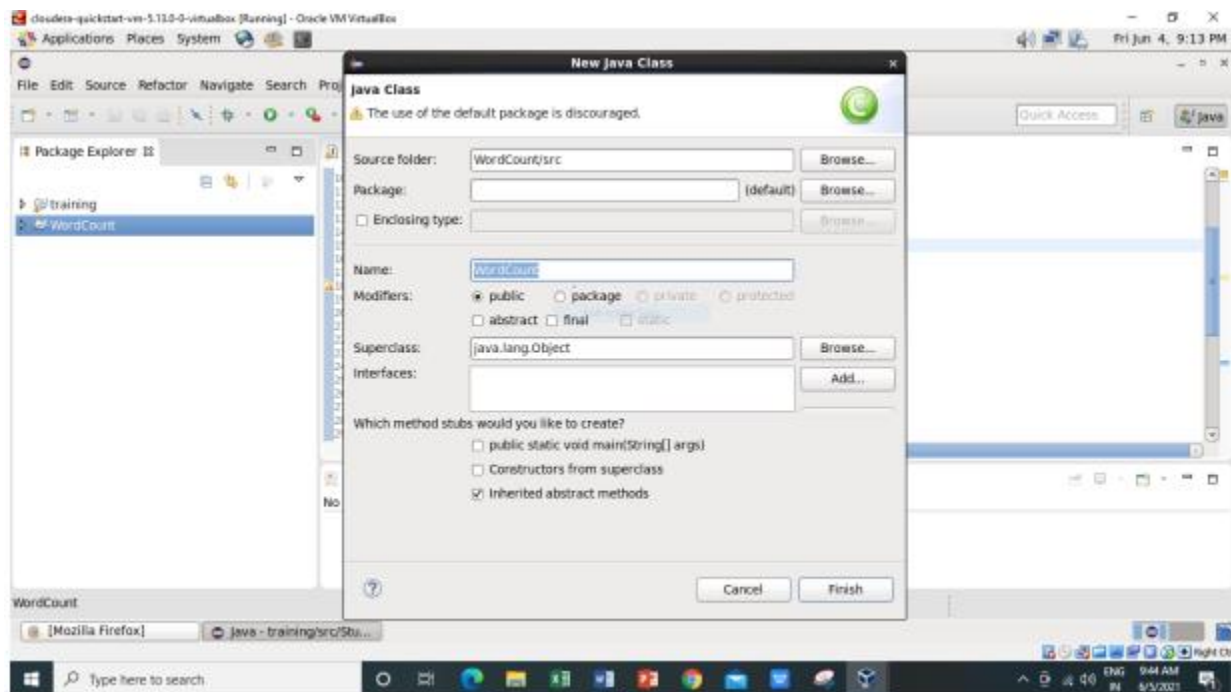 cloudera-quickstart-vm-5.13.0-0-virtualbox [Running] - Oracle VM VirtualBox
Applications Places System
Fri Jun 4, 9:13 PM
New Java Class
File Edit Source Refactor Navigate Search Proj
Java Class
The use of the default package is discouraged.
Quick Access
Java
Package Explorer
Source folder: WordCount/src Browse...
Package: (default) Browse...
training
Enclosing type: Browse...
WordCount
Name: WordCount
Modifiers: public package private protected
abstract final static
Superclass: java.lang.Object Browse...
Interfaces: Add...
Which method stubs would you like to create?
public static void main(String[] args)
Constructors from superclass
Inherited abstract methods
No
Cancel Finish
WordCount
[Mozilla Firefox] Java - training/src/Stu...
Right Ct
Type here to search
ENG 9:44 AM
IN 6/5/2021